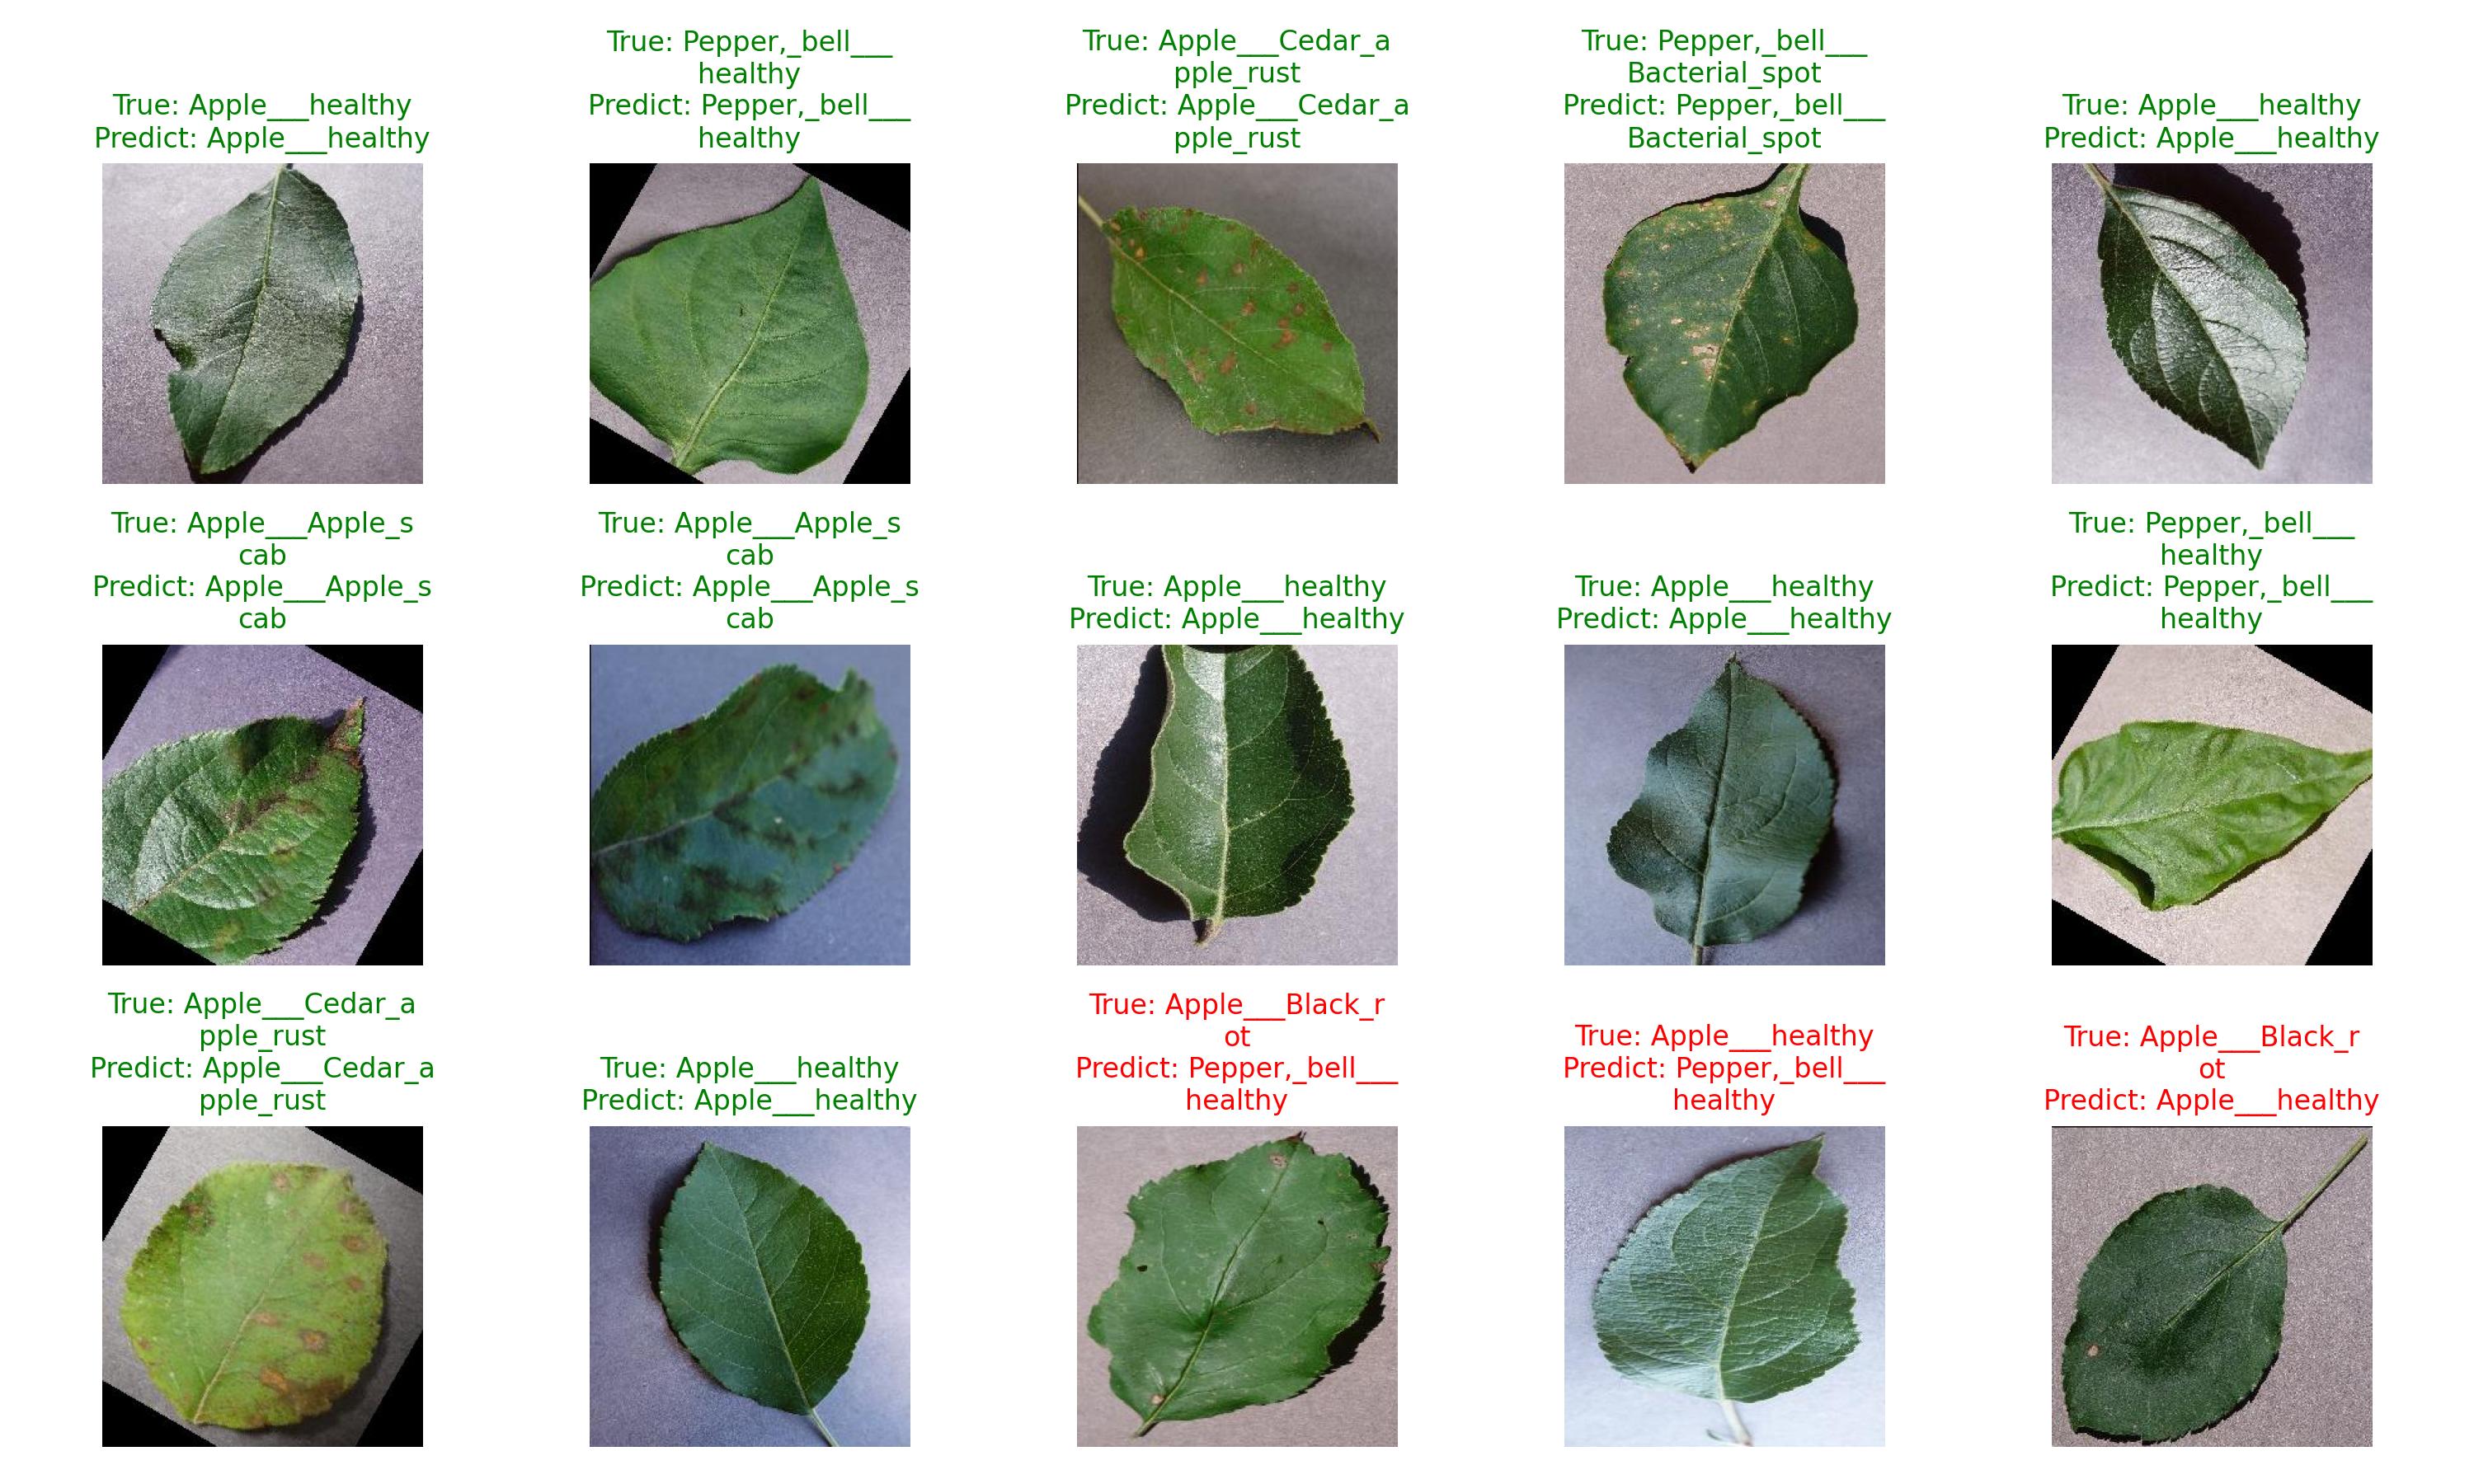 True: Apple___healthy
Predict: Apple___healthy
True: Pepper,_bell___
healthy
Predict: Pepper,_bell___
healthy
True: Apple___Cedar_a
pple_rust
Predict: Apple___Cedar_a
pple_rust
True: Pepper,_bell___
Bacterial_spot
Predict: Pepper,_bell___
Bacterial_spot
True: Apple___healthy
Predict: Apple___healthy
True: Apple___Apple_s
cab
Predict: Apple___Apple_s
cab
True: Apple___Apple_s
cab
Predict: Apple___Apple_s
cab
True: Apple___healthy
Predict: Apple___healthy
True: Apple___healthy
Predict: Apple___healthy
True: Pepper,_bell___
healthy
Predict: Pepper,_bell___
healthy
True: Apple___Cedar_a
pple_rust
Predict: Apple___Cedar_a
pple_rust
True: Apple___healthy
Predict: Apple___healthy
True: Apple___Black_r
ot
Predict: Pepper,_bell___
healthy
True: Apple___healthy
Predict: Pepper,_bell___
healthy
True: Apple___Black_r
ot
Predict: Apple___healthy